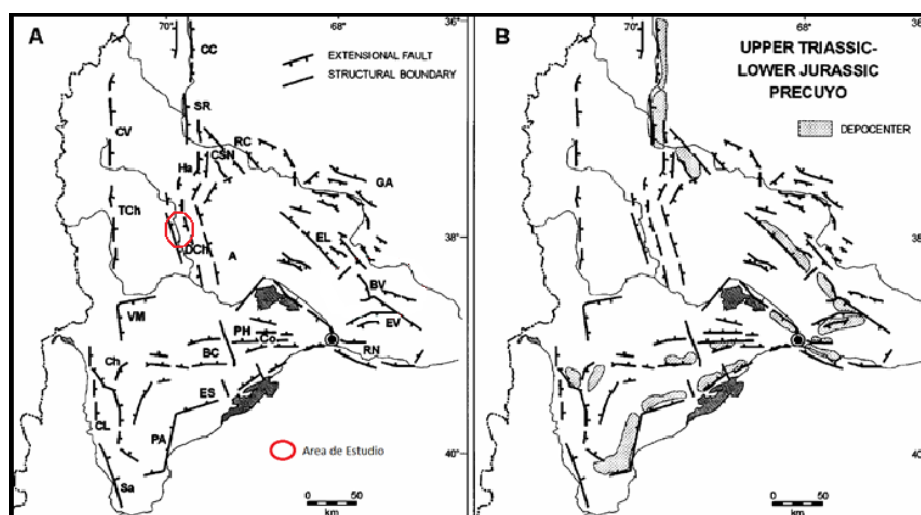 A
70°
68°
EXTENSIONAL FAULT
STRUCTURAL BOUNDARY
CC
SR
RC
CV
CSN
Ha
GA
TCh
DCh
A
EL
38°
BV
VM
EV
PH
Co
BC
RN
Ch
ES
CL
PA
Area de Estudio
40°
Sa
0 50
km
B
70°
68°
36°
UPPER TRIASSIC-
LOWER JURASSIC
PRECUYO
DEPOCENTER
38°
40
0 50
km